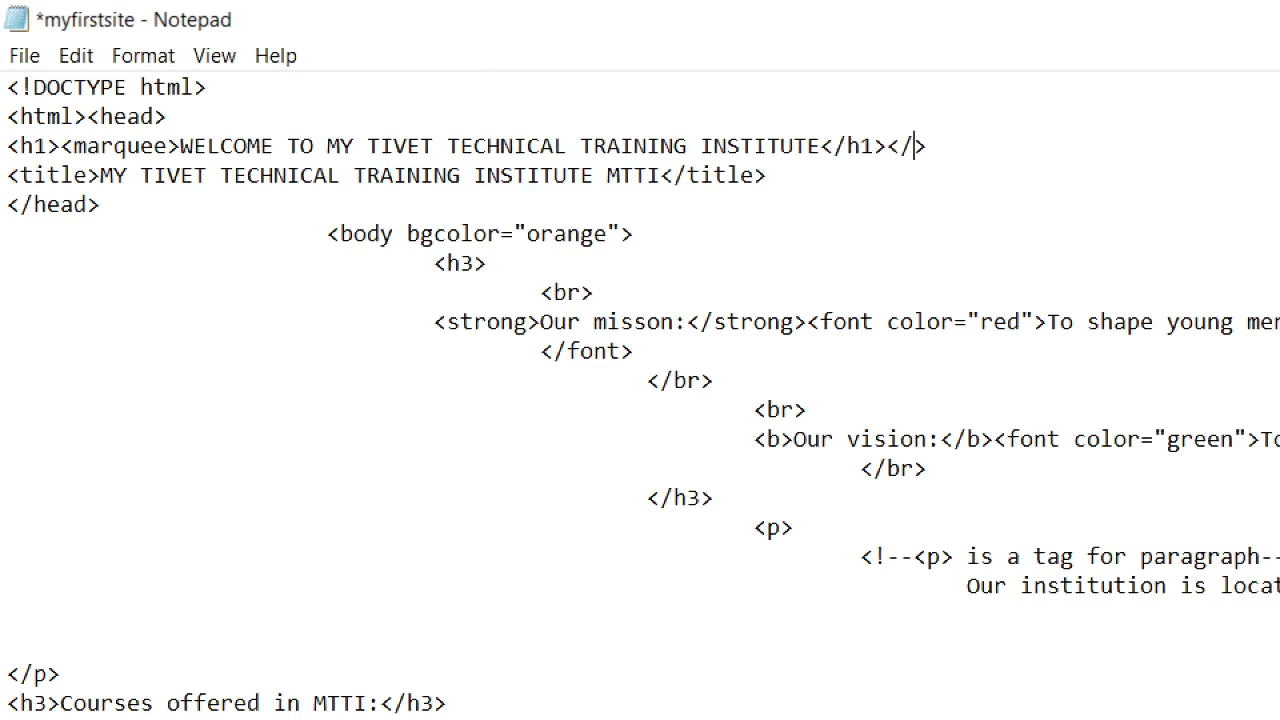 *myfirstsite - Notepad
File Edit Format View Help
<!DOCTYPE html>
<html><head>
<h1><marquee>WELCOME TO MY TIVET TECHNICAL TRAINING INSTITUTE</h1></>
<title>MY TIVET TECHNICAL TRAINING INSTITUTE MTTI</title>
</head>
<body bgcolor="orange">
<h3>
<br>
<strong>Our misson:</strong><font color="red">To shape young men
</font>
</br>
<br>
<b>Our vision:</b><font color="green">To
</br>
</h3>
<p>
<!--<p> is a tag for paragraph--
Our institution is locat
</p>
<h3>Courses offered in MTTI:</h3>